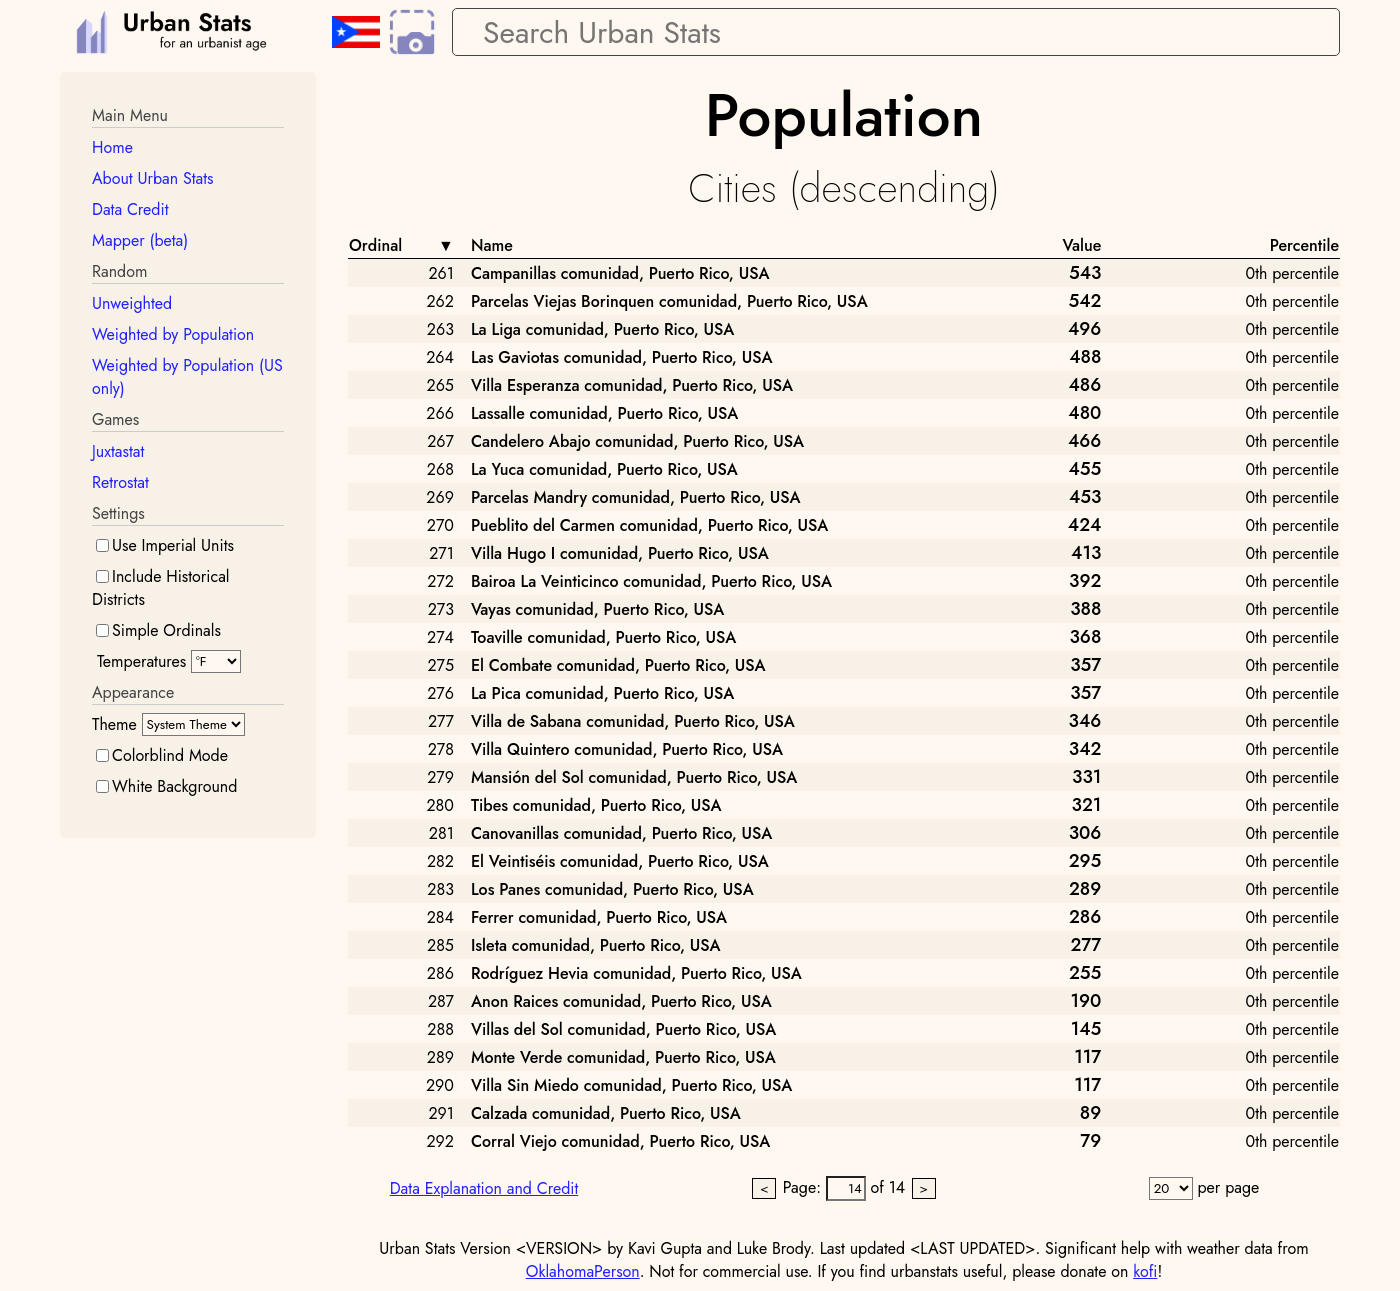 Urban Stats
for an urbanist age
Search Urban Stats
Main Menu
Home
About Urban Stats
Data Credit
Mapper (beta)
Random
Unweighted
Weighted by Population
Weighted by Population (US
only)
Games
Juxtastat
Retrostat
Settings
Use Imperial Units
Include Historical
Districts
Simple Ordinals
Temperatures °F
Appearance
Theme System Theme
Colorblind Mode
White Background
Population
Cities (descending)
Ordinal ▼ Name Value Percentile
261 Campanillas comunidad, Puerto Rico, USA 543 0th percentile
262 Parcelas Viejas Borinquen comunidad, Puerto Rico, USA 542 0th percentile
263 La Liga comunidad, Puerto Rico, USA 496 0th percentile
264 Las Gaviotas comunidad, Puerto Rico, USA 488 0th percentile
265 Villa Esperanza comunidad, Puerto Rico, USA 486 0th percentile
266 Lassalle comunidad, Puerto Rico, USA 480 0th percentile
267 Candelero Abajo comunidad, Puerto Rico, USA 466 0th percentile
268 La Yuca comunidad, Puerto Rico, USA 455 0th percentile
269 Parcelas Mandry comunidad, Puerto Rico, USA 453 0th percentile
270 Pueblito del Carmen comunidad, Puerto Rico, USA 424 0th percentile
271 Villa Hugo I comunidad, Puerto Rico, USA 413 0th percentile
272 Bairoa La Veinticinco comunidad, Puerto Rico, USA 392 0th percentile
273 Vayas comunidad, Puerto Rico, USA 388 0th percentile
274 Toaville comunidad, Puerto Rico, USA 368 0th percentile
275 El Combate comunidad, Puerto Rico, USA 357 0th percentile
276 La Pica comunidad, Puerto Rico, USA 357 0th percentile
277 Villa de Sabana comunidad, Puerto Rico, USA 346 0th percentile
278 Villa Quintero comunidad, Puerto Rico, USA 342 0th percentile
279 Mansión del Sol comunidad, Puerto Rico, USA 331 0th percentile
280 Tibes comunidad, Puerto Rico, USA 321 0th percentile
281 Canovanillas comunidad, Puerto Rico, USA 306 0th percentile
282 El Veintiséis comunidad, Puerto Rico, USA 295 0th percentile
283 Los Panes comunidad, Puerto Rico, USA 289 0th percentile
284 Ferrer comunidad, Puerto Rico, USA 286 0th percentile
285 Isleta comunidad, Puerto Rico, USA 277 0th percentile
286 Rodríguez Hevia comunidad, Puerto Rico, USA 255 0th percentile
287 Anon Raices comunidad, Puerto Rico, USA 190 0th percentile
288 Villas del Sol comunidad, Puerto Rico, USA 145 0th percentile
289 Monte Verde comunidad, Puerto Rico, USA 117 0th percentile
290 Villa Sin Miedo comunidad, Puerto Rico, USA 117 0th percentile
291 Calzada comunidad, Puerto Rico, USA 89 0th percentile
292 Corral Viejo comunidad, Puerto Rico, USA 79 0th percentile
Data Explanation and Credit < Page: 14 of 14 > 20 per page
Urban Stats Version <VERSION> by Kavi Gupta and Luke Brody. Last updated <LAST UPDATED>. Significant help with weather data from
OklahomaPerson. Not for commercial use. If you find urbanstats useful, please donate on kofi!